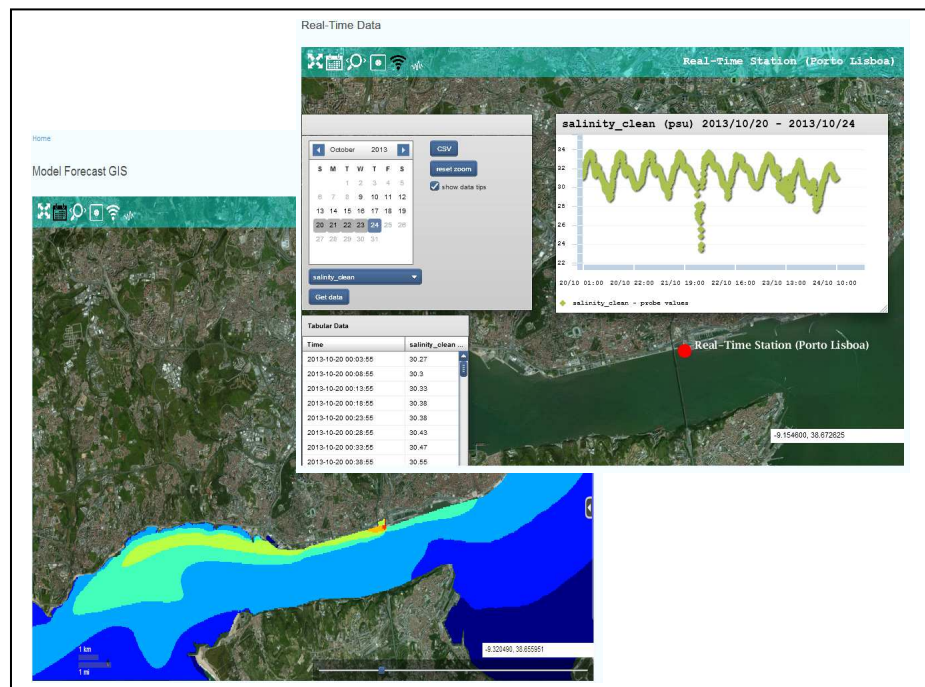 Real-Time Data
Real-Time Station (Porto Lisboa)
salinity_clean (psu) 2013/10/20 - 2013/10/24
34
32
30
28
26
24
22
20/10 01:00 20/10 22:00 21/10 19:00 22/10 16:00 23/10 13:00 24/10 10:00
salinity_clean - probe values
October 2013
S M T W T F S
1 2 3 4 5
6 7 8 9 10 11 12
13 14 15 16 17 18 19
20 21 22 23 24 25 26
27 28 29 30 31
CSV
reset zoom
show data tips
salinity_clean
Get data
Tabular Data
Time salinity_clean ...
2013-10-20 00:03:55 30.27
2013-10-20 00:08:55 30.3
2013-10-20 00:13:55 30.33
2013-10-20 00:18:55 30.38
2013-10-20 00:23:55 30.38
2013-10-20 00:28:55 30.43
2013-10-20 00:33:55 30.47
2013-10-20 00:38:55 30.55
Real-Time Station (Porto Lisboa)
-9.154600, 38.672625
Home
Model Forecast GIS
1 km
1 mi
-9.320490, 38.655951